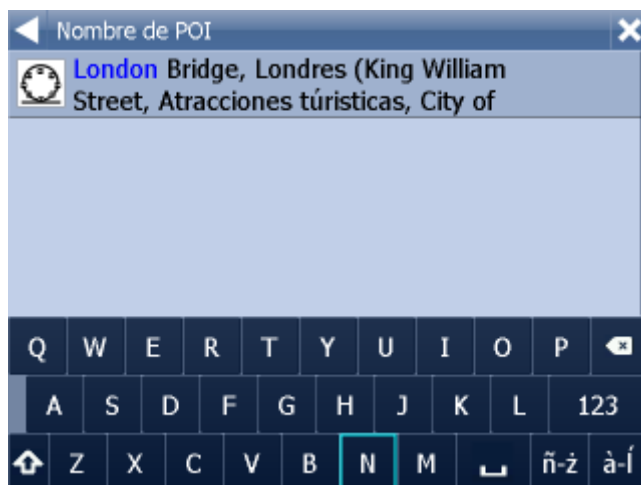 Nombre de POI
London Bridge, Londres (King William
Street, Atracciones túristicas, City of
Q W E R T Y U I O P
A S D F G H J K L 123
Z X C V B N M ñ-ż à-Í